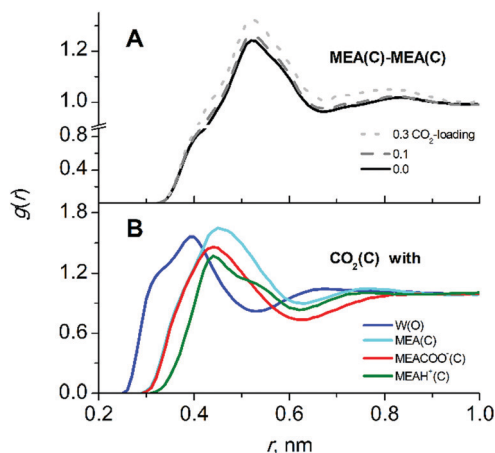 A
MEA(C)-MEA(C)
1.2
1.0
0.8
0.4
0.3 CO₂-loading
0.1
0.0
g(r)
B
CO₂(C) with
1.8
1.2
0.6
0.0
W(O)
MEA(C)
MEACOO⁻(C)
MEAH⁺(C)
0.2 0.4 0.6 0.8 1.0
r, nm